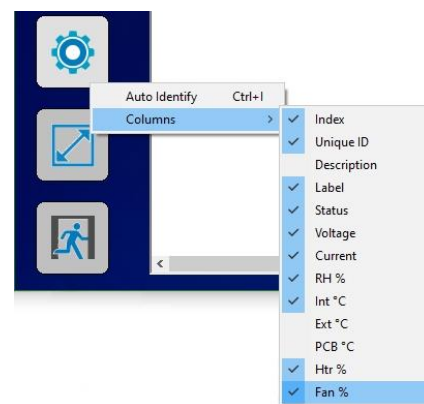 Auto Identify Ctrl+I
Columns >
Index
Unique ID
Description
Label
Status
Voltage
Current
RH %
Int °C
Ext °C
PCB °C
Htr %
Fan %